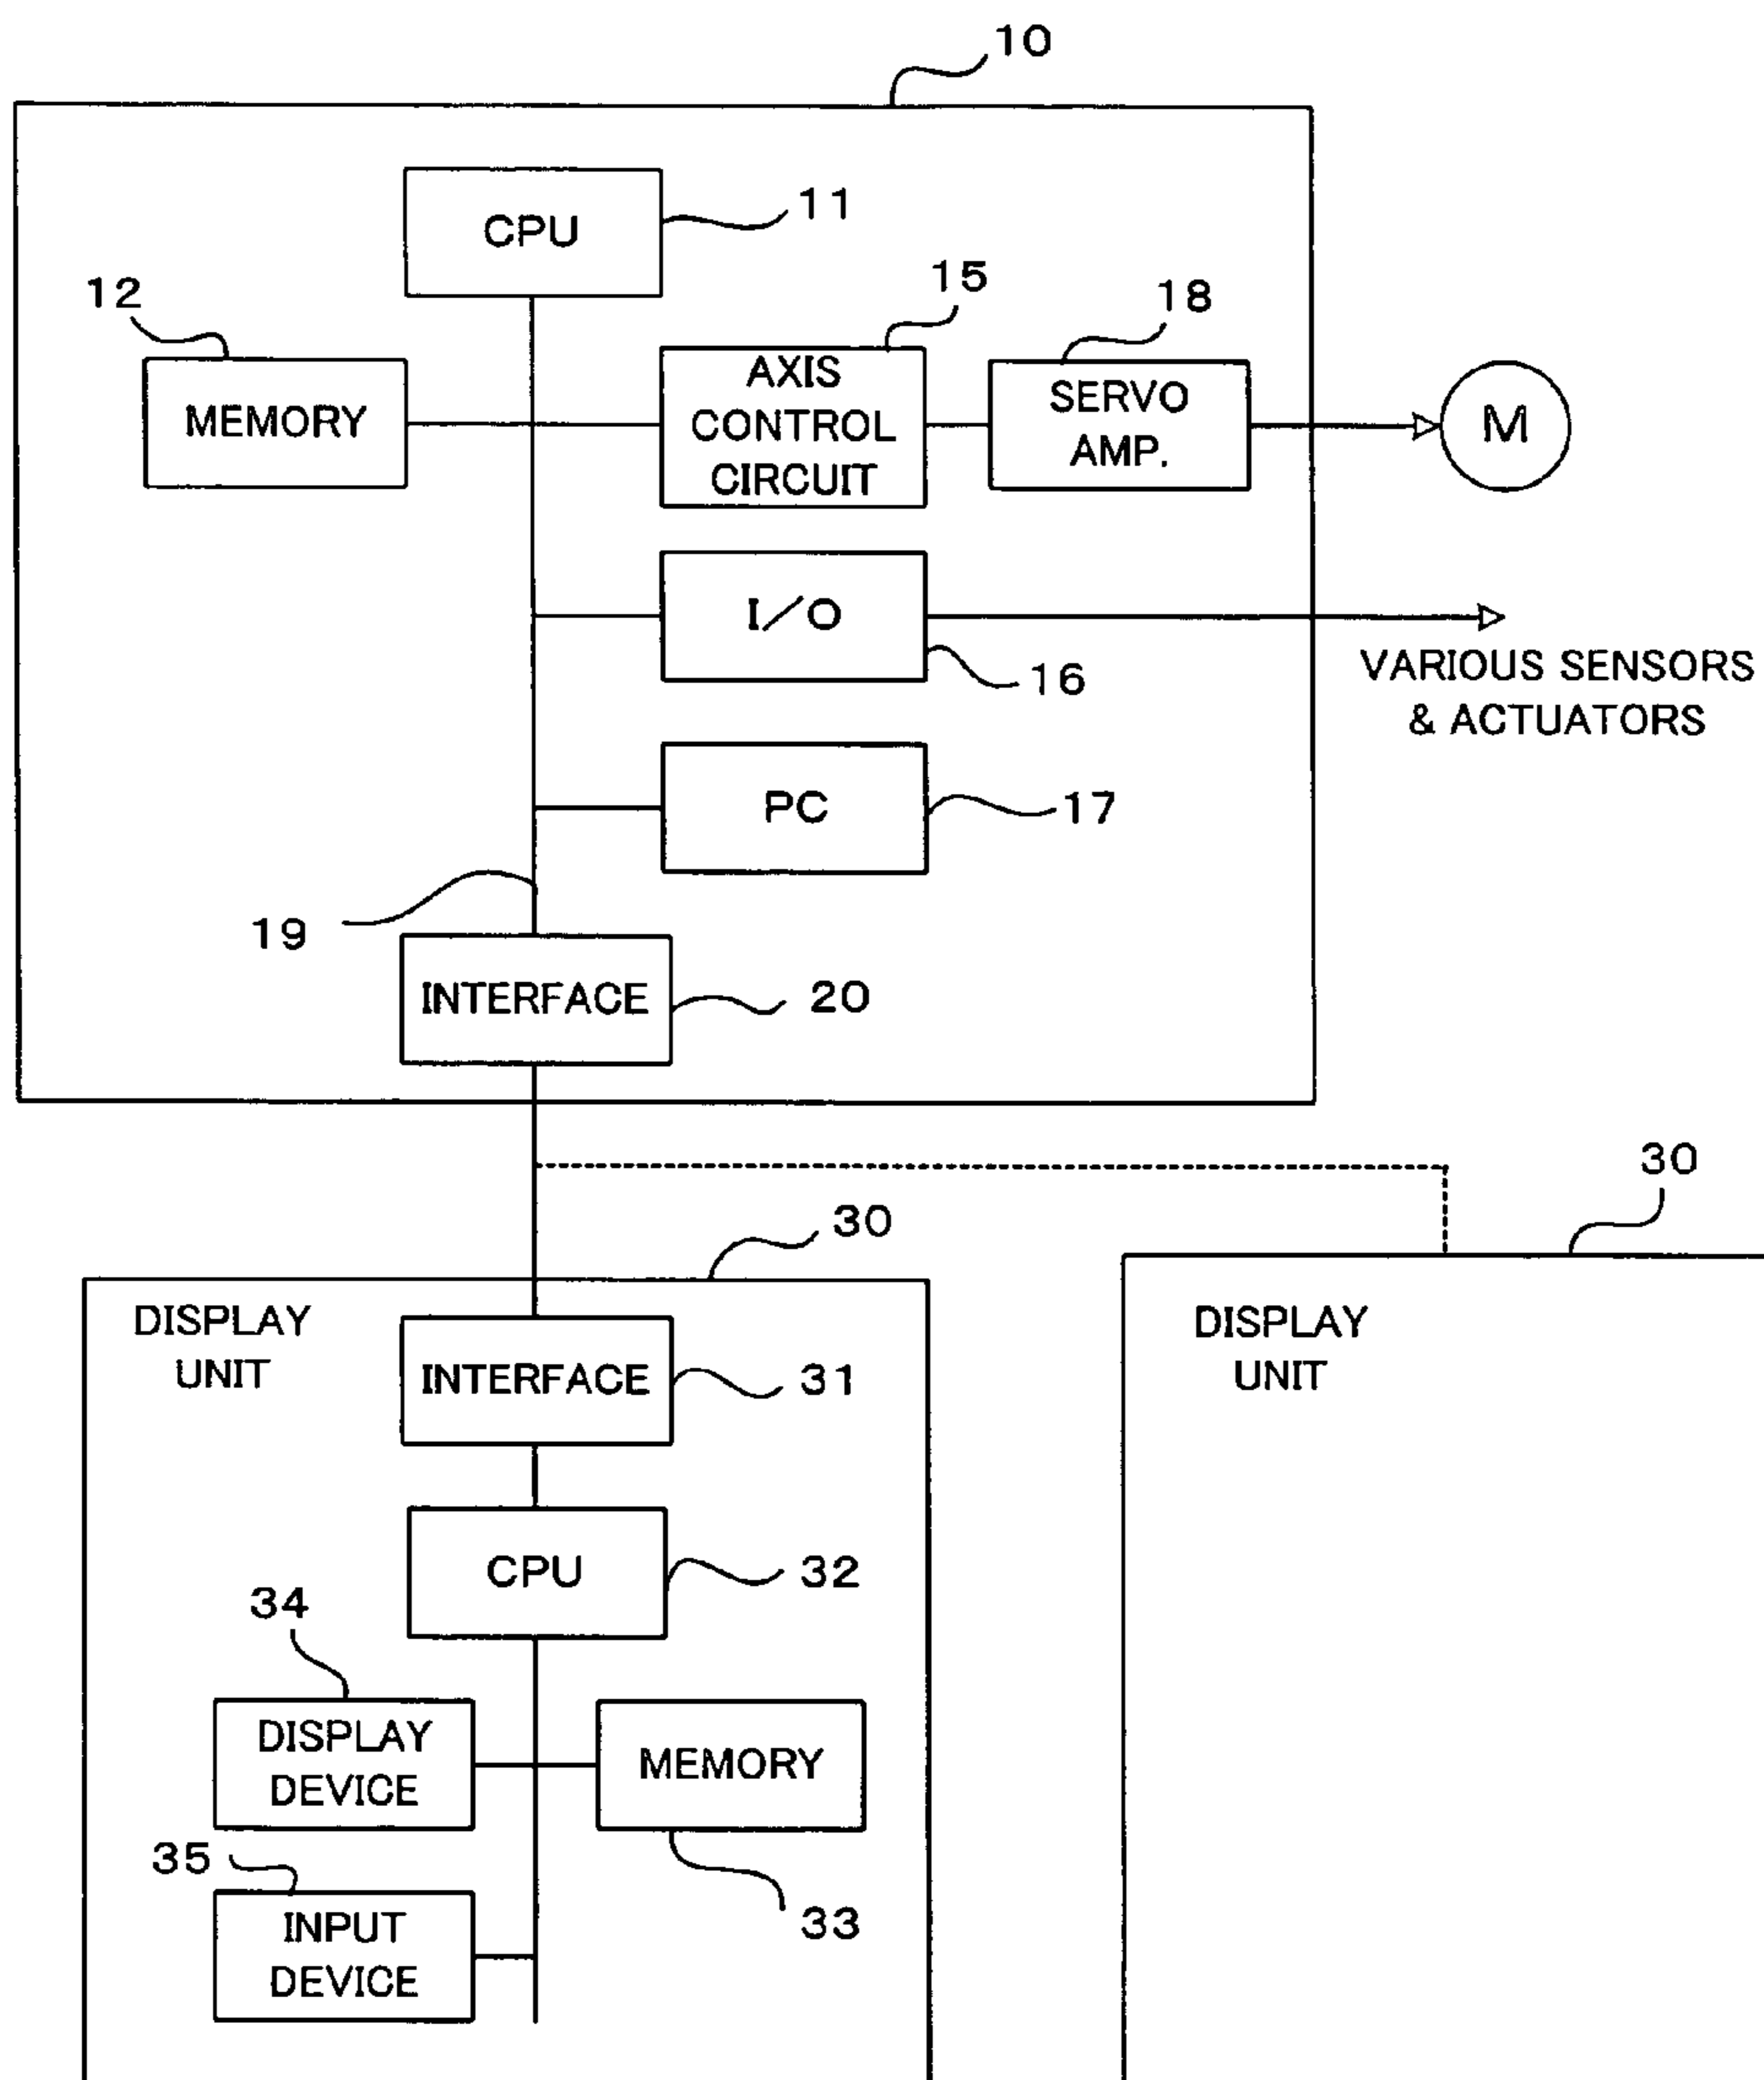 10
CPU
11
12
MEMORY
15
AXIS
CONTROL
CIRCUIT
18
SERVO
AMP.
M
I/O
16
VARIOUS SENSORS
& ACTUATORS
PC
17
19
INTERFACE
20
30
DISPLAY
UNIT
INTERFACE
31
CPU
32
34
DISPLAY
DEVICE
MEMORY
33
35
INPUT
DEVICE
30
DISPLAY
UNIT